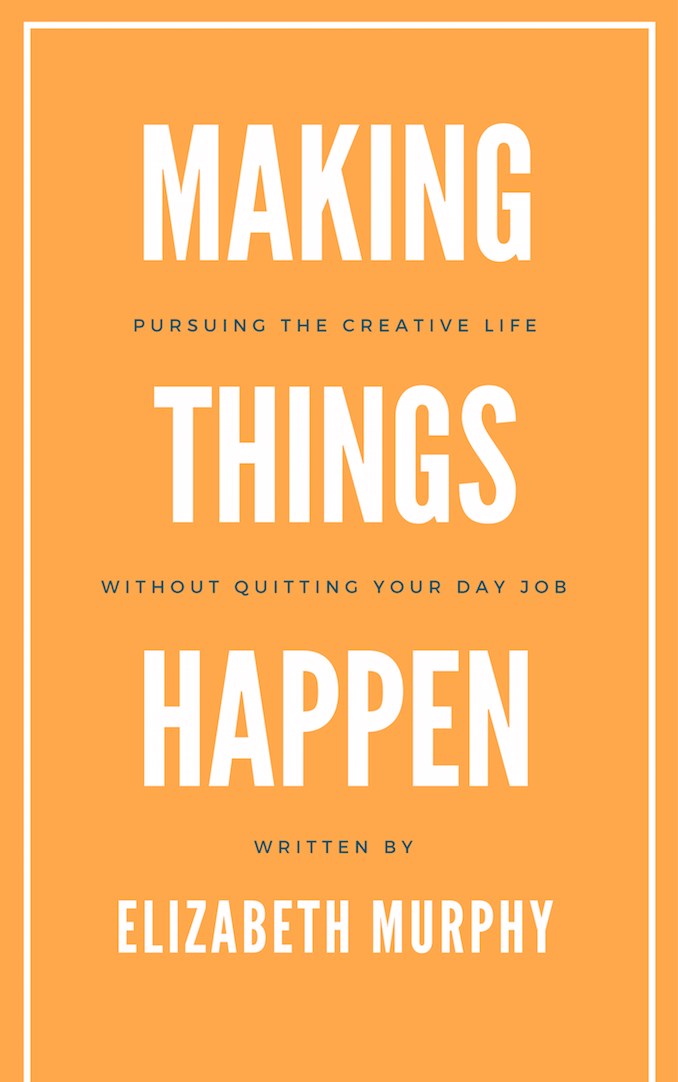 MAKING
PURSUING THE CREATIVE LIFE
THINGS
WITHOUT QUITTING YOUR DAY JOB
HAPPEN
WRITTEN BY
ELIZABETH MURPHY